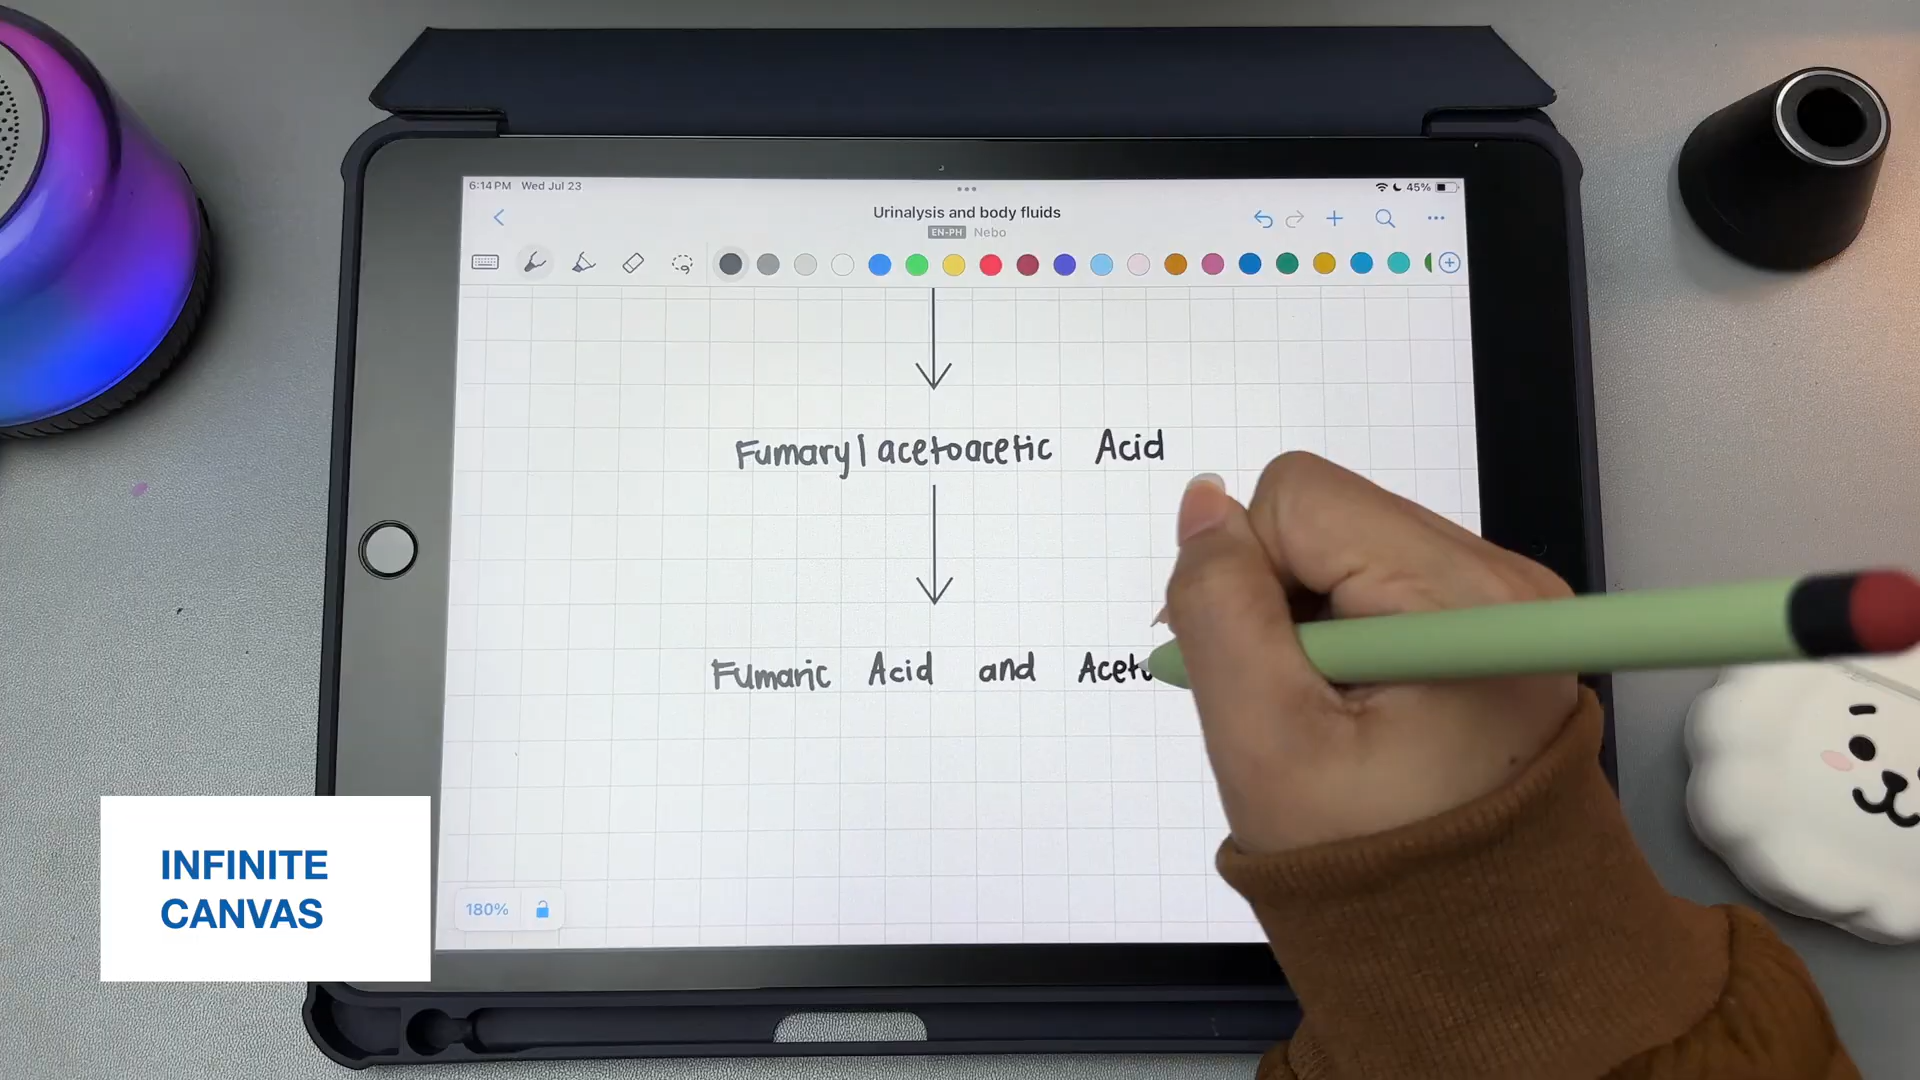 6:14 PM Wed Jul 23
45%
Urinalysis and body fluids
EN-PH Nebo
Fumarylacetoacetic Acid
Fumaric Acid and
180%
INFINITE
CANVAS